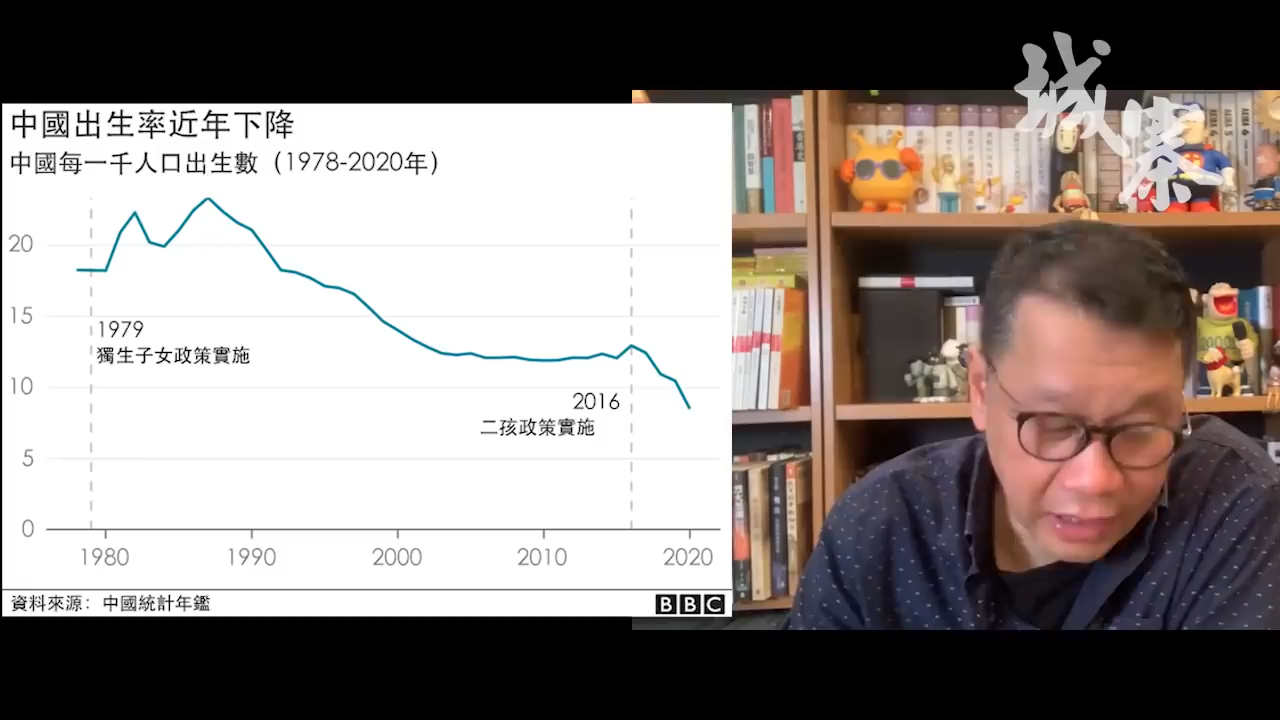 中國出生率近年下降
中國每一千人口出生數（1978-2020年）
20
15
10
5
0
1979
獨生子女政策實施
2016
二孩政策實施
1980
1990
2000
2010
2020
資料來源：中國統計年鑑
BBC
城寨